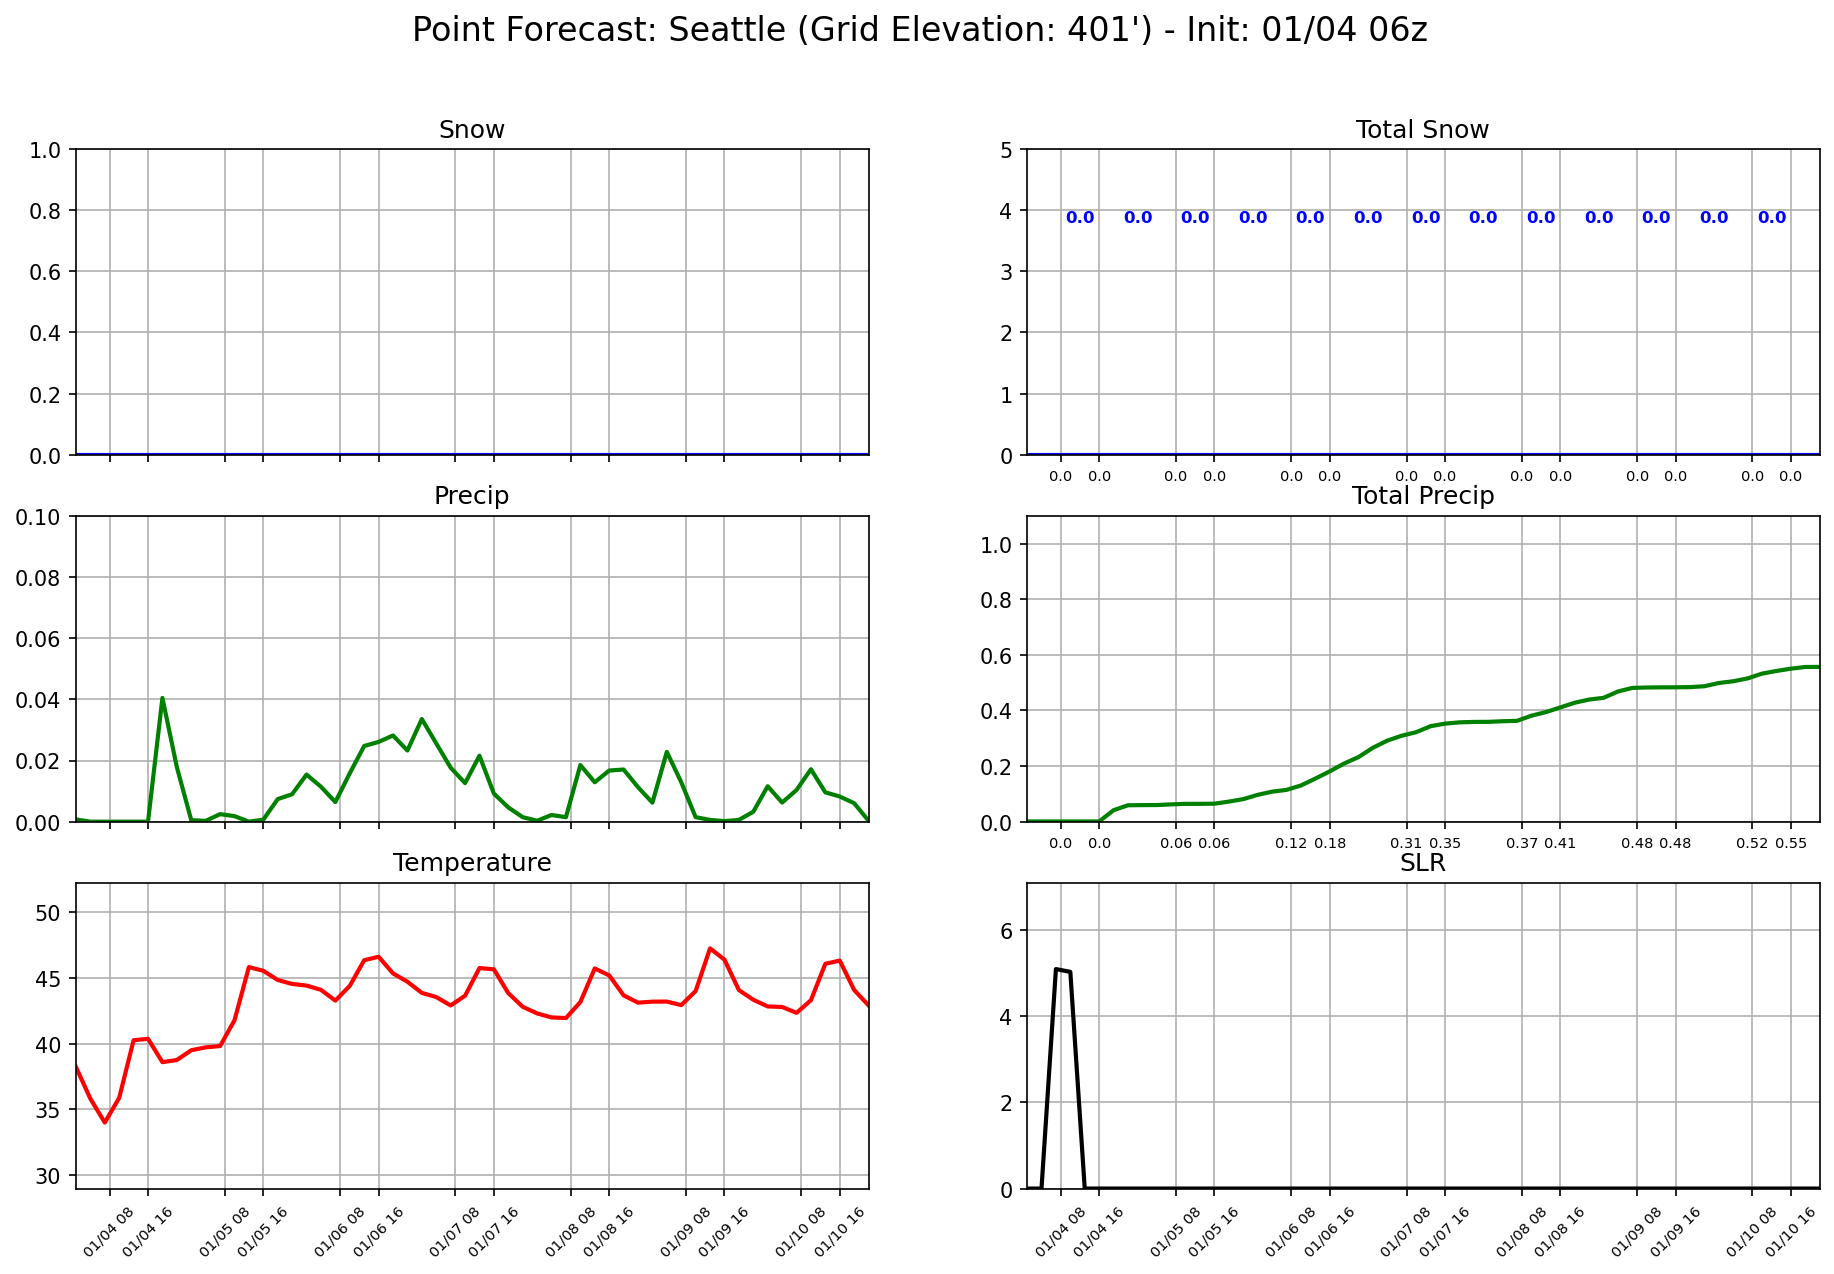 Point Forecast: Seattle (Grid Elevation: 401') - Init: 01/04 06z
Snow
1.0
0.8
0.6
0.4
0.2
0.0
Total Snow
5
4
3
2
1
0
0.0 0.0 0.0 0.0 0.0 0.0 0.0 0.0 0.0 0.0 0.0 0.0 0.0
0.0 0.0 0.0 0.0 0.0 0.0 0.0 0.0 0.0 0.0 0.0 0.0 0.0 0.0
Precip
0.10
0.08
0.06
0.04
0.02
0.00
Total Precip
1.0
0.8
0.6
0.4
0.2
0.0
0.0 0.0 0.06 0.06 0.12 0.18 0.31 0.35 0.37 0.41 0.48 0.48 0.52 0.55
Temperature
50
45
40
35
30
01/04 08 01/04 16 01/05 08 01/05 16 01/06 08 01/06 16 01/07 08 01/07 16 01/08 08 01/08 16 01/09 08 01/09 16 01/10 08 01/10 16
SLR
6
4
2
0
01/04 08 01/04 16 01/05 08 01/05 16 01/06 08 01/06 16 01/07 08 01/07 16 01/08 08 01/08 16 01/09 08 01/09 16 01/10 08 01/10 16